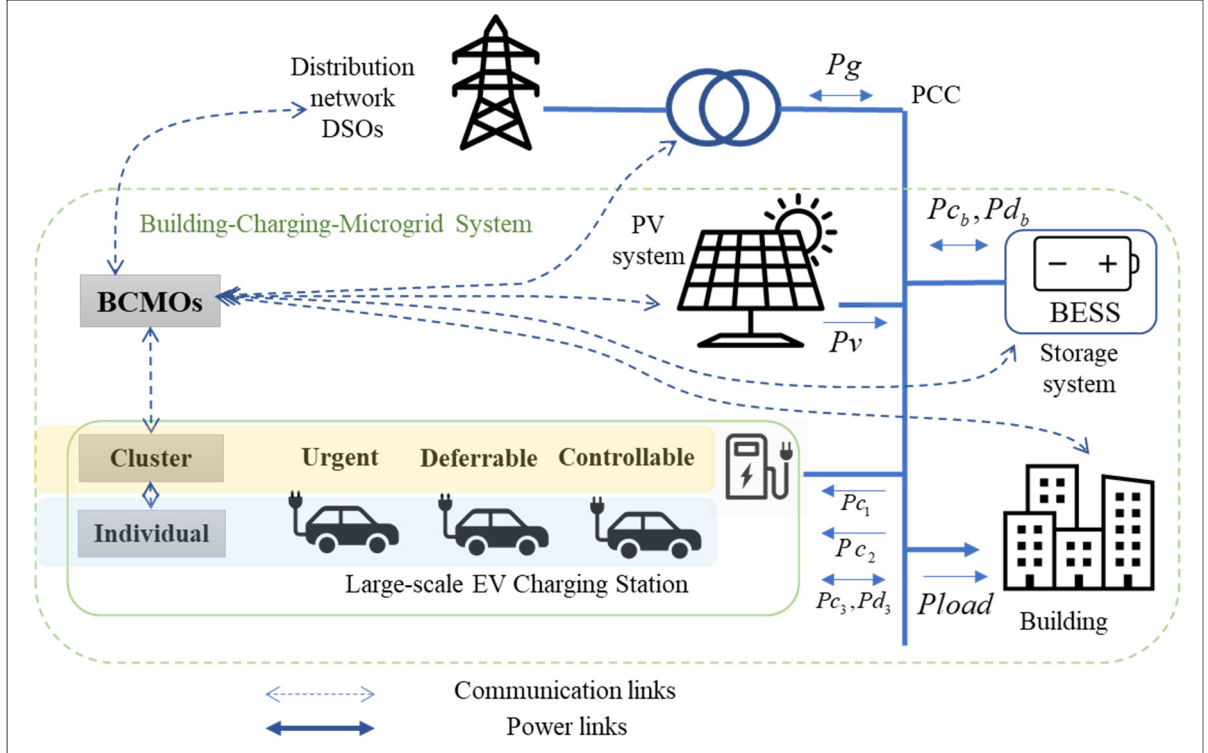 Distribution
network
DSOs
Pg
PCC
Building-Charging-Microgrid System
PV
system
Pc_b, Pd_b
BCMOs
BESS
Pv
Storage
system
Cluster
Urgent
Deferrable
Controllable
Pc_1
Individual
Pc_2
Large-scale EV Charging Station
Pc_3, Pd_3
Pload
Building
Communication links
Power links